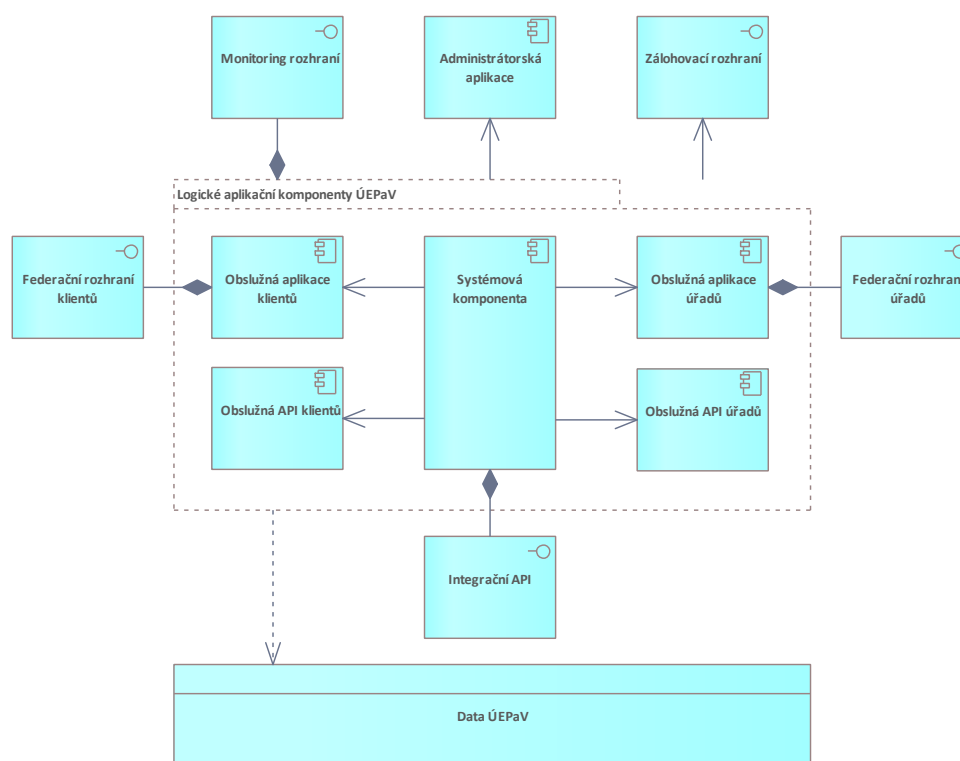 Monitoring rozhraní
Administrátorská
aplikace
Zálohovací rozhraní
Logické aplikační komponenty ÚEPaV
Federační rozhraní
klientů
Obslužná aplikace
klientů
Systémová
komponenta
Obslužná aplikace
úřadů
Federační rozhraní
úřadů
Obslužná API klientů
Obslužná API úřadů
Integrační API
Data ÚEPaV